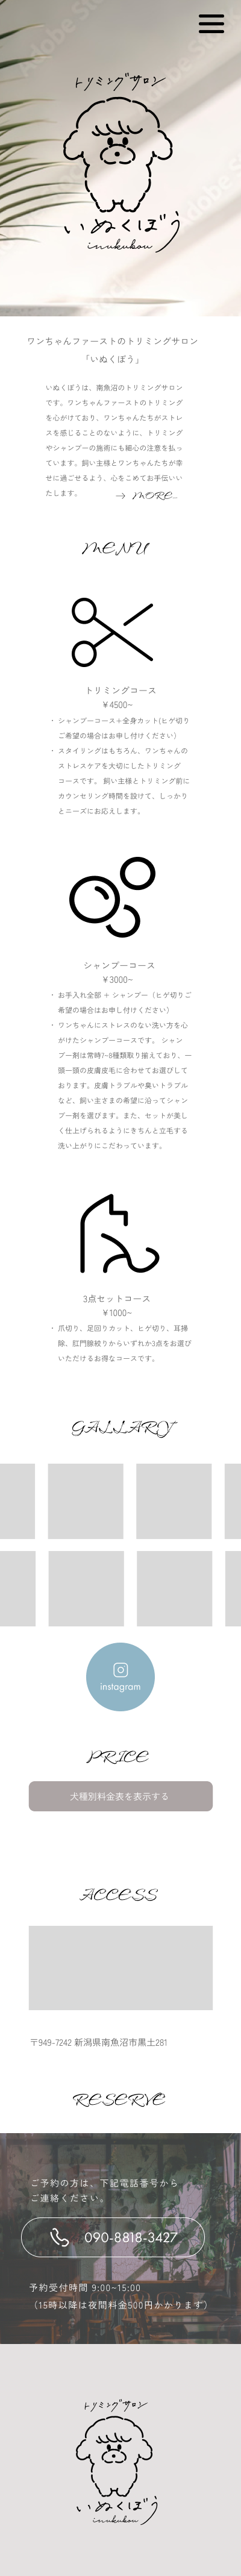 Adobe Stock
トリミングサロン
いぬくぼう
inukubou
ワンちゃんファーストのトリミングサロン
「いぬくぼう」
いぬくぼうは、南魚沼のトリミングサロン
です。ワンちゃんファーストのトリミング
を心がけており、ワンちゃんたちがストレ
スを感じることのないように、トリミング
やシャンプーの施術にも細心の注意を払っ
ています。飼い主様とワンちゃんたちが幸
せに過ごせるよう、心をこめてお手伝いい
たします。
→ MORE...
MENU
トリミングコース
¥4500~
・ シャンプーコース+全身カット(ヒゲ切り
ご希望の場合はお申し付けください）
・ スタイリングはもちろん、ワンちゃんの
ストレスケアを大切にしたトリミング
コースです。 飼い主様とトリミング前に
カウンセリング時間を設けて、しっかり
とニーズにお応えします。
シャンプーコース
¥3000~
・ お手入れ全部 + シャンプー（ヒゲ切りご
希望の場合はお申し付けください）
・ ワンちゃんにストレスのない洗い方を心
がけたシャンプーコースです。 シャン
プー剤は常時7~8種類取り揃えており、一
頭一頭の皮膚皮毛に合わせてお選びして
おります。皮膚トラブルや臭いトラブル
など、飼い主さまの希望に沿ってシャン
プー剤を選びます。また、セットが美し
く仕上げられるようにきちんと立毛する
洗い上がりにこだわっています。
3点セットコース
¥1000~
・ 爪切り、足回りカット、ヒゲ切り、耳掃
除、肛門腺絞りからいずれか3点をお選び
いただけるお得なコースです。
GALLARY
instagram
PRICE
犬種別料金表を表示する
ACCESS
〒949-7242 新潟県南魚沼市黒土281
RESERVE
ご予約の方は、下記電話番号から
ご連絡ください。
090-8818-3427
予約受付時間 9:00~15:00
（15時以降は夜間料金500円かかります）
トリミングサロン
いぬくぼう
inukubou